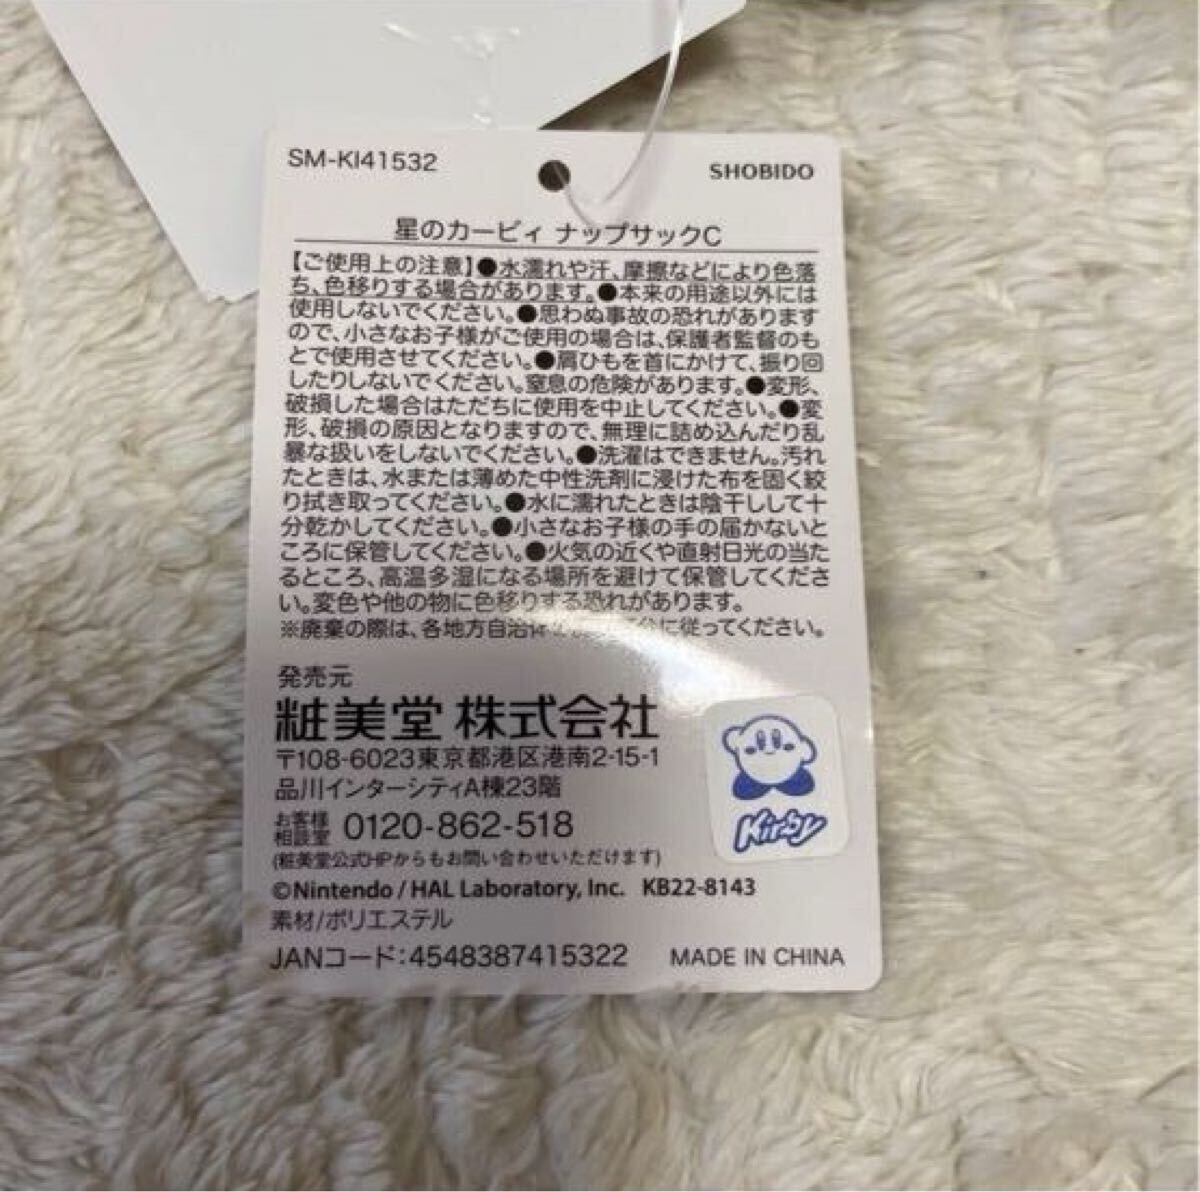 SM-KI41532
SHOBIDO
星のカービィ ナップサックC
【ご使用上の注意】●水濡れや汗、摩擦などにより色落
ち、色移りする場合があります。●本来の用途以外には
使用しないでください。●思わぬ事故の恐れがあります
ので、小さなお子様がご使用の場合は、保護者監督のも
とで使用させてください。●肩ひもを首にかけて、振り回
したりしないでください。窒息の危険があります。●変形、
破損した場合はただちに使用を中止してください。●変
形、破損の原因となりますので、無理に詰め込んだり乱
暴な扱いをしないでください。●洗濯はできません。汚れ
たときは、水または薄めた中性洗剤に浸けた布を固く絞
り拭き取ってください。●水に濡れたときは陰干しして十
分乾かしてください。●小さなお子様の手の届かないと
ころに保管してください。●火気の近くや直射日光の当た
るところ、高温多湿になる場所を避けて保管してくださ
い。変色や他の物に色移りする恐れがあります。
※廃棄の際は、各地方自治体 に従ってください。
発売元
粧美堂 株式会社
〒108-6023東京都港区港南2-15-1
品川インターシティA棟23階
お客様相談室 0120-862-518
(粧美堂公式HPからもお問い合わせいただけます)
©Nintendo / HAL Laboratory, Inc. KB22-8143
素材/ポリエステル
JANコード:4548387415322 MADE IN CHINA
Kirby